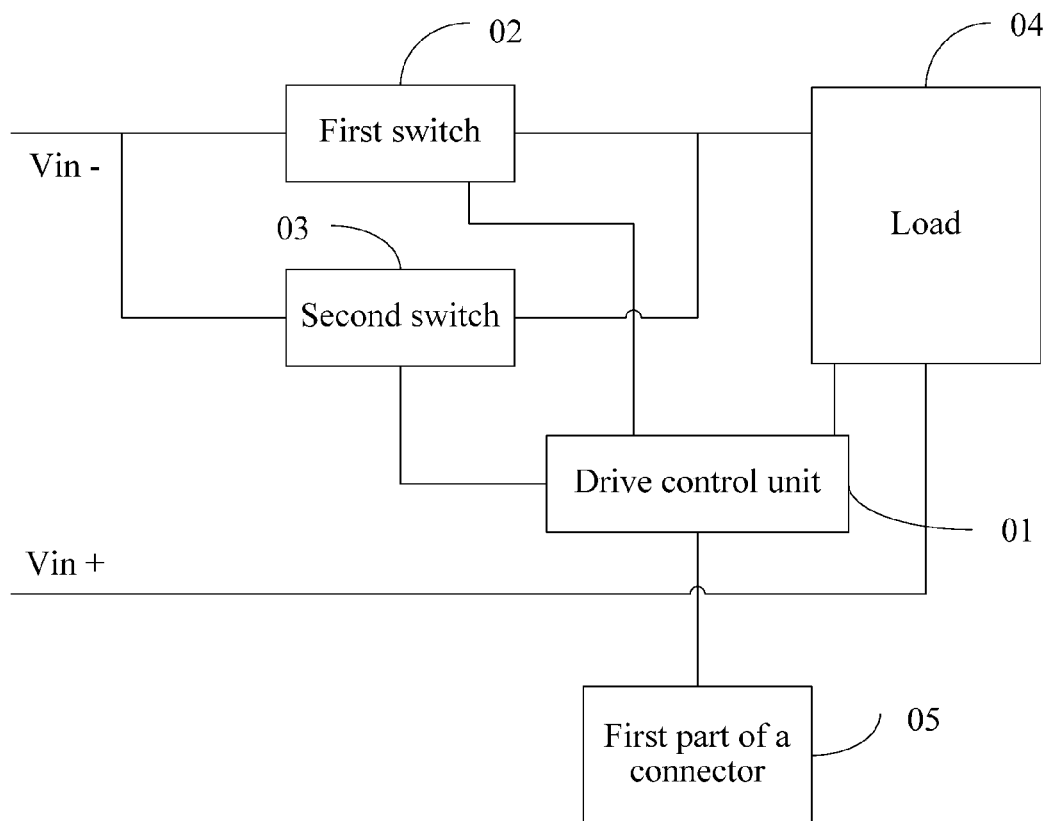 02
04
First switch
Vin -
Load
03
Second switch
Drive control unit
01
Vin +
05
First part of a
connector